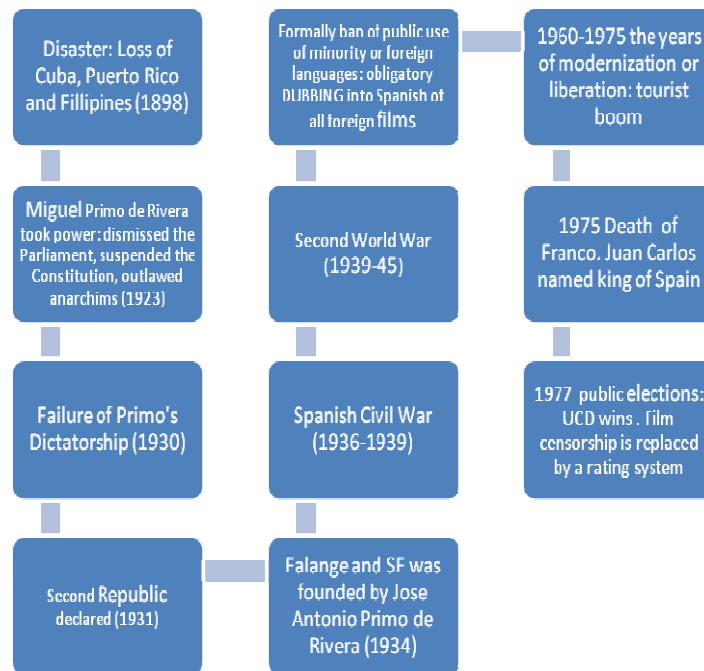 Disaster: Loss of
Cuba, Puerto Rico
and Fillipines (1898)
Miguel Primo de Rivera
took power: dismissed the
Parliament, suspended the
Constitution, outlawed
anarchims (1923)
Failure of Primo's
Dictatorship (1930)
Second Republic
declared (1931)
Falange and SF was
founded by Jose
Antonio Primo de
Rivera (1934)
Spanish Civil War
(1936-1939)
Second World War
(1939-45)
Formally ban of public use
of minority or foreign
languages: obligatory
DUBBING into Spanish of
all foreign films
1960-1975 the years
of modernization or
liberation: tourist
boom
1975 Death of
Franco. Juan Carlos
named king of Spain
1977 public elections:
UCD wins . Film
censorship is replaced
by a rating system